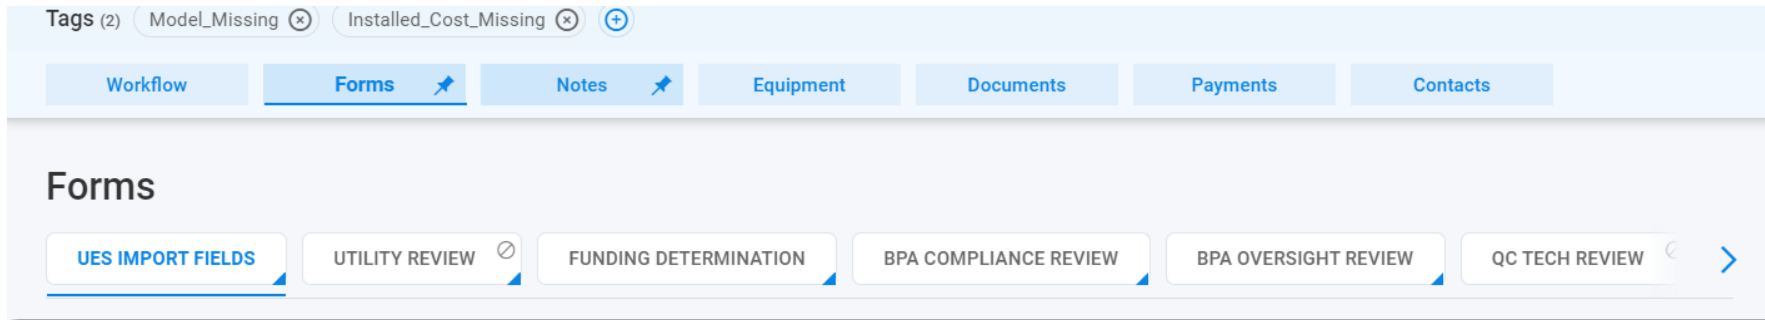 Tags (2) Model_Missing Installed_Cost_Missing
Workflow Forms Notes Equipment Documents Payments Contacts
Forms
UES IMPORT FIELDS UTILITY REVIEW FUNDING DETERMINATION BPA COMPLIANCE REVIEW BPA OVERSIGHT REVIEW QC TECH REVIEW